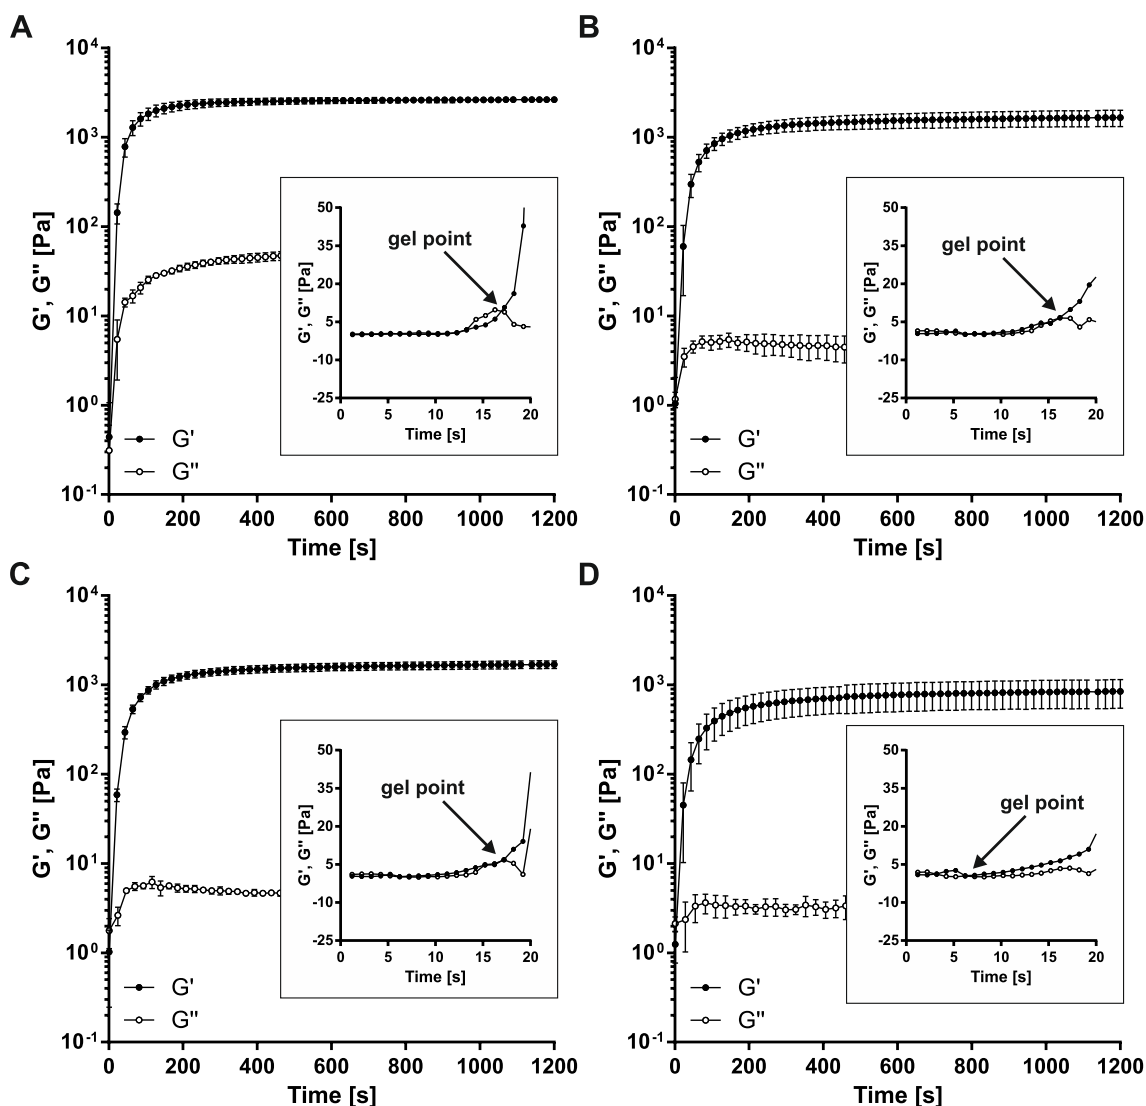 A
10⁴
10³
10²
10¹
10⁰
10⁻¹
G', G'' [Pa]
0 200 400 600 800 1000 1200
Time [s]
G'
G''
50
35
20
5
-10
-25
G', G'' [Pa]
0 5 10 15 20
Time [s]
gel point
B
10⁴
10³
10²
10¹
10⁰
10⁻¹
G', G'' [Pa]
0 200 400 600 800 1000 1200
Time [s]
G'
G''
50
35
20
5
-10
-25
G', G'' [Pa]
0 5 10 15 20
Time [s]
gel point
C
10⁴
10³
10²
10¹
10⁰
10⁻¹
G', G'' [Pa]
0 200 400 600 800 1000 1200
Time [s]
G'
G''
50
35
20
5
-10
-25
G', G'' [Pa]
0 5 10 15 20
Time [s]
gel point
D
10⁴
10³
10²
10¹
10⁰
10⁻¹
G', G'' [Pa]
0 200 400 600 800 1000 1200
Time [s]
G'
G''
50
35
20
5
-10
-25
G', G'' [Pa]
0 5 10 15 20
Time [s]
gel point